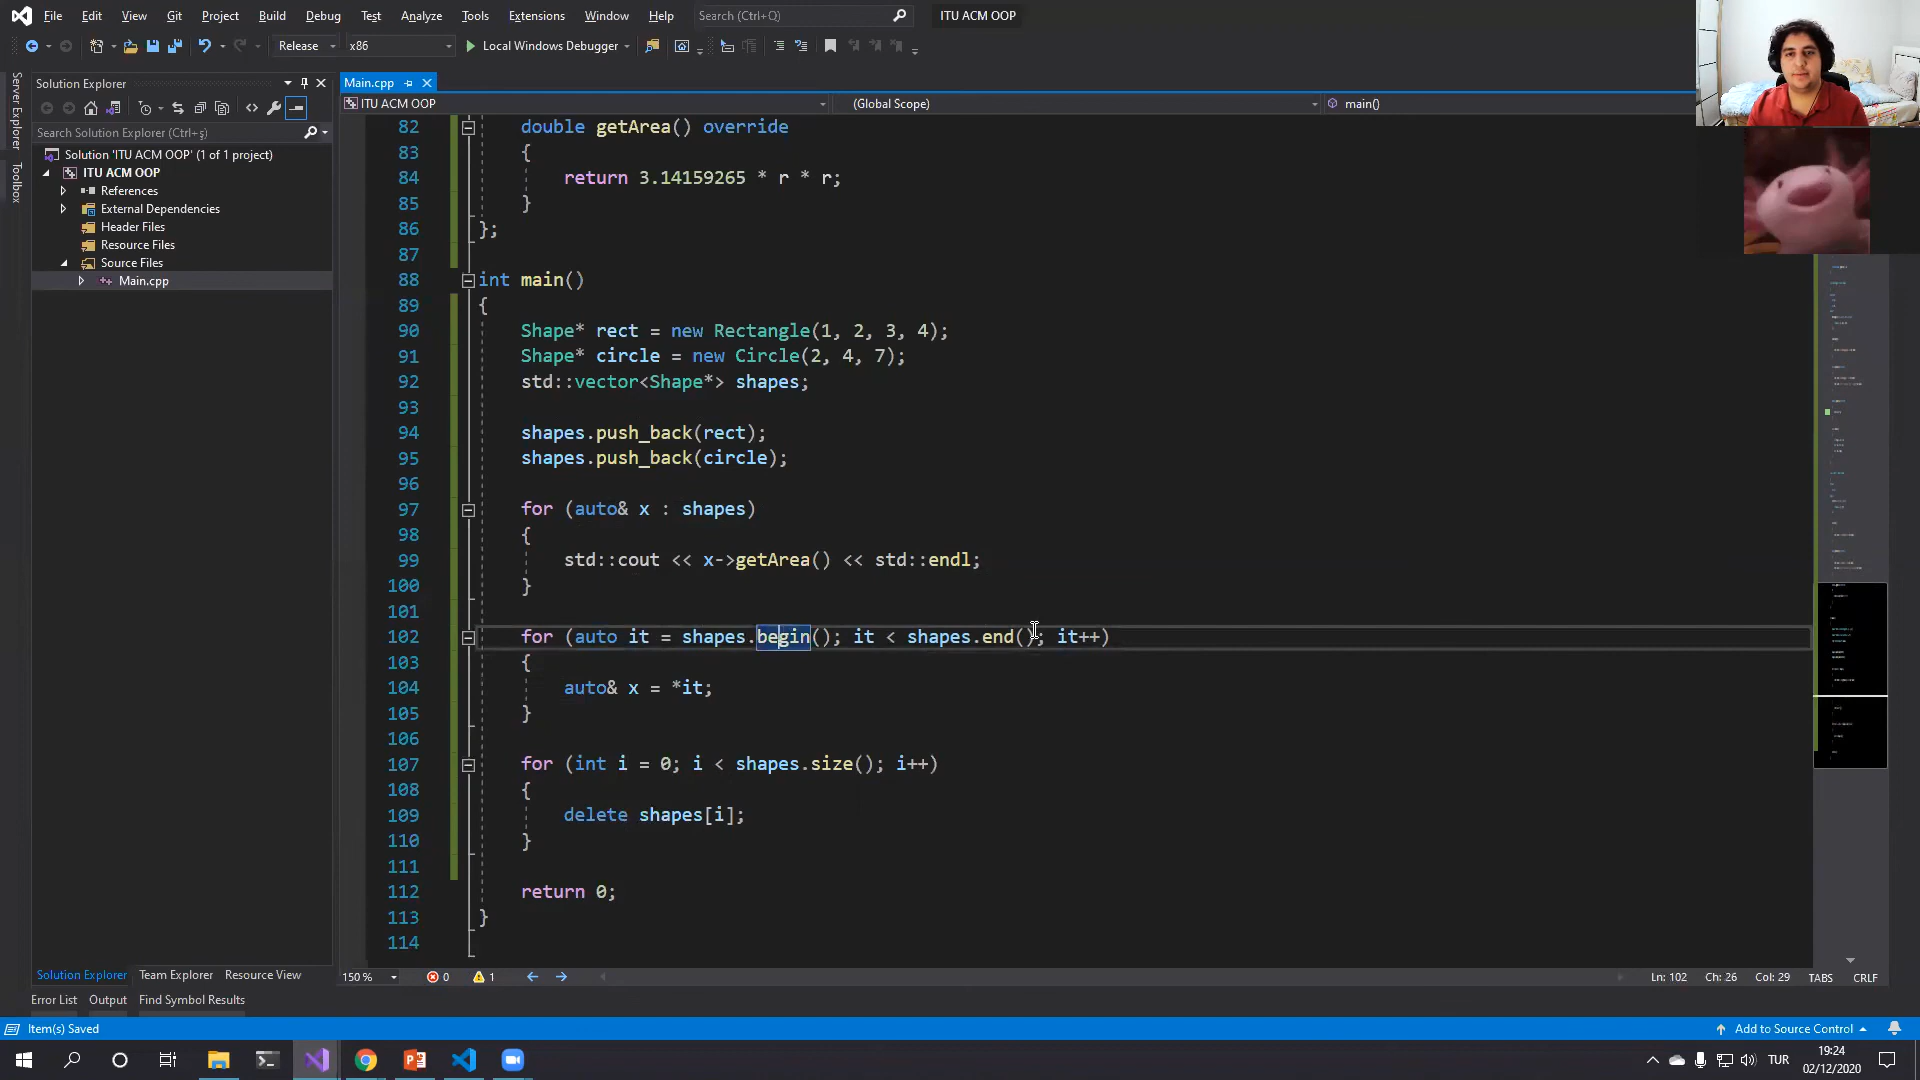 File Edit View Git Project Build Debug Test Analyze Tools Extensions Window Help Search (Ctrl+Q) ITU ACM OOP
Release x86 Local Windows Debugger
Server Explorer
Toolbox
Solution Explorer
Search Solution Explorer (Ctrl+ş)
Solution 'ITU ACM OOP' (1 of 1 project)
ITU ACM OOP
References
External Dependencies
Header Files
Resource Files
Source Files
Main.cpp
Main.cpp
ITU ACM OOP (Global Scope) main()
82 double getArea() override
83 {
84 return 3.14159265 * r * r;
85 }
86 };
87
88 int main()
89 {
90 Shape* rect = new Rectangle(1, 2, 3, 4);
91 Shape* circle = new Circle(2, 4, 7);
92 std::vector<Shape*> shapes;
93
94 shapes.push_back(rect);
95 shapes.push_back(circle);
96
97 for (auto& x : shapes)
98 {
99 std::cout << x->getArea() << std::endl;
100 }
101
102 for (auto it = shapes.begin(); it < shapes.end(); it++)
103 {
104 auto& x = *it;
105 }
106
107 for (int i = 0; i < shapes.size(); i++)
108 {
109 delete shapes[i];
110 }
111
112 return 0;
113 }
114
Solution Explorer Team Explorer Resource View
150 % 0 1 Ln: 102 Ch: 26 Col: 29 TABS CRLF
Error List Output Find Symbol Results
Item(s) Saved Add to Source Control
TUR 19:24
02/12/2020